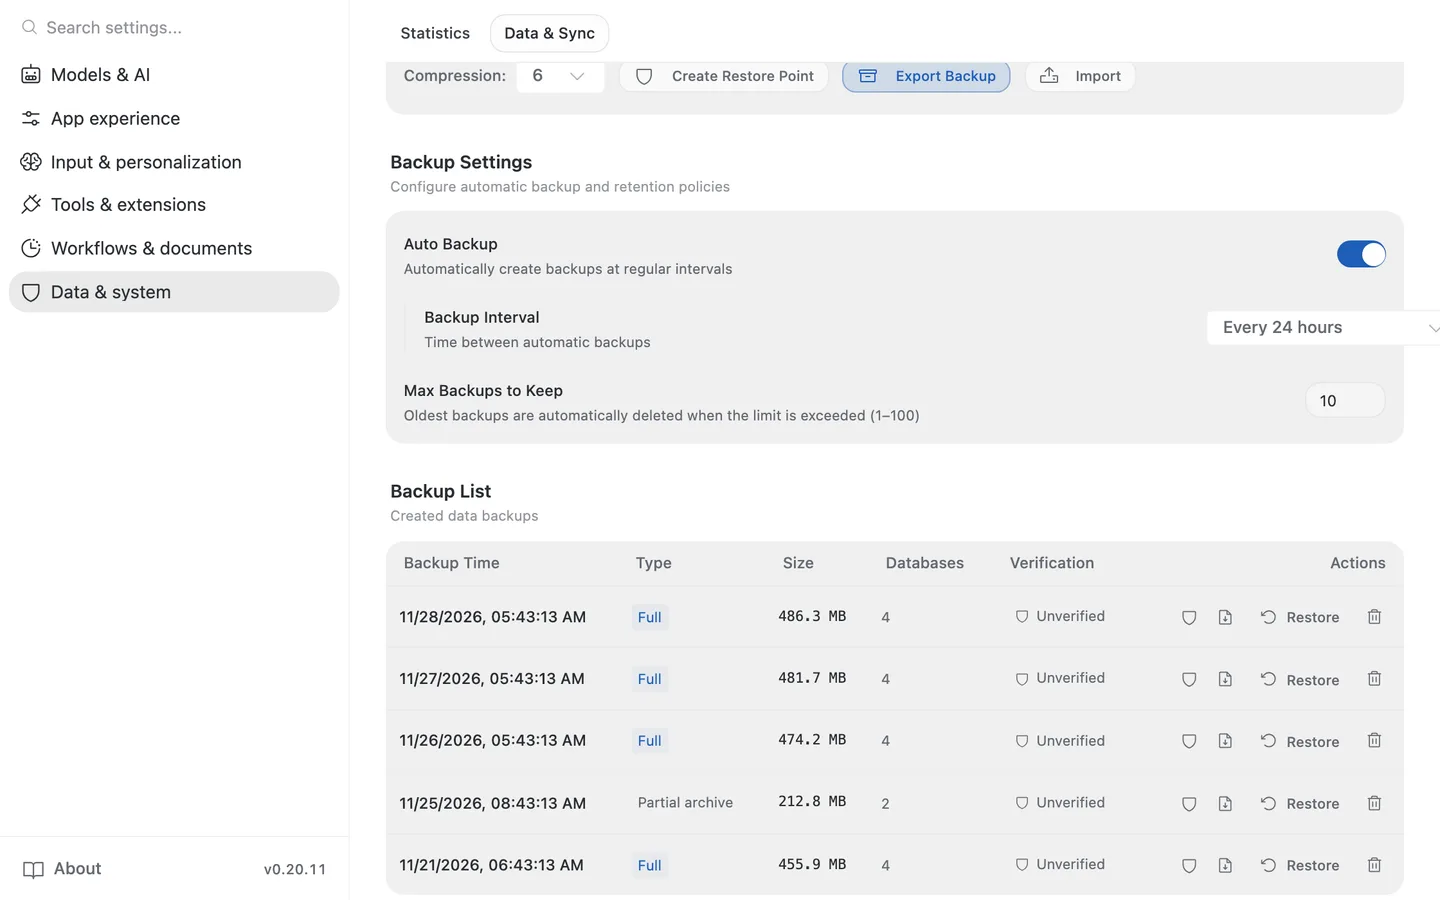 Search settings...
Models & AI
App experience
Input & personalization
Tools & extensions
Workflows & documents
Data & system
About v0.20.11
Statistics Data & Sync
Compression: 6 Create Restore Point Export Backup Import
Backup Settings
Configure automatic backup and retention policies
Auto Backup
Automatically create backups at regular intervals
Backup Interval
Time between automatic backups
Every 24 hours
Max Backups to Keep
Oldest backups are automatically deleted when the limit is exceeded (1–100)
10
Backup List
Created data backups
Backup Time Type Size Databases Verification Actions
11/28/2026, 05:43:13 AM Full 486.3 MB 4 Unverified Restore
11/27/2026, 05:43:13 AM Full 481.7 MB 4 Unverified Restore
11/26/2026, 05:43:13 AM Full 474.2 MB 4 Unverified Restore
11/25/2026, 08:43:13 AM Partial archive 212.8 MB 2 Unverified Restore
11/21/2026, 06:43:13 AM Full 455.9 MB 4 Unverified Restore